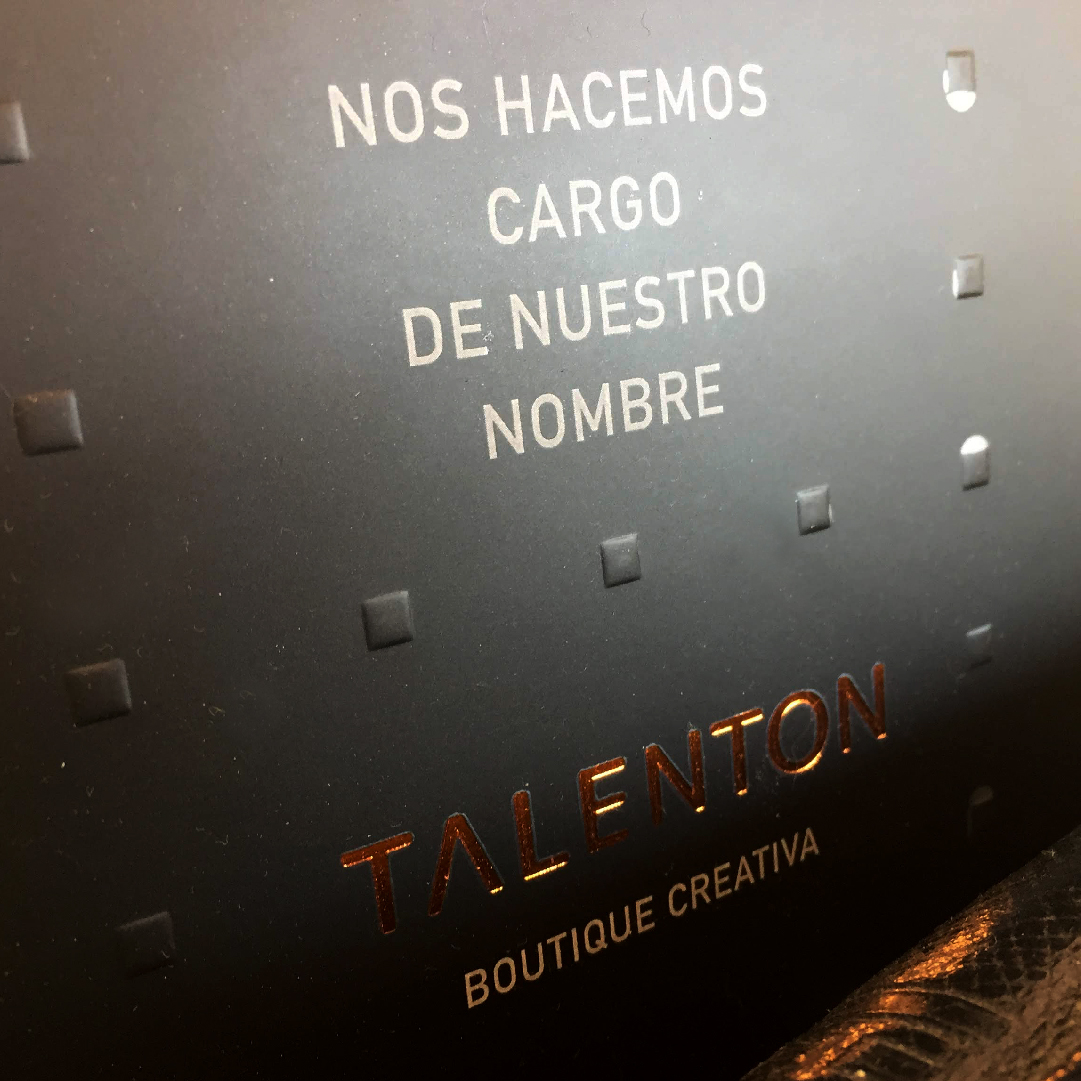 NOS HACEMOS
CARGO
DE NUESTRO
NOMBRE
TALENTON
BOUTIQUE CREATIVA